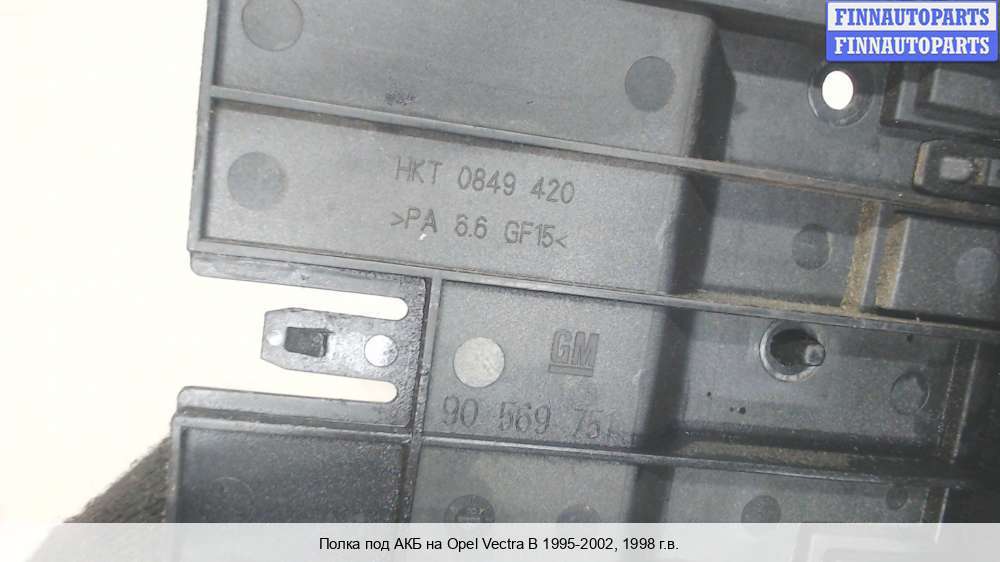 FINNAUTOPARTS
FINNAUTOPARTS
HKT 0849 420
>PA 6.6 GF15<
GM
90 569
Полка под АКБ на Opel Vectra B 1995-2002, 1998 г.в.